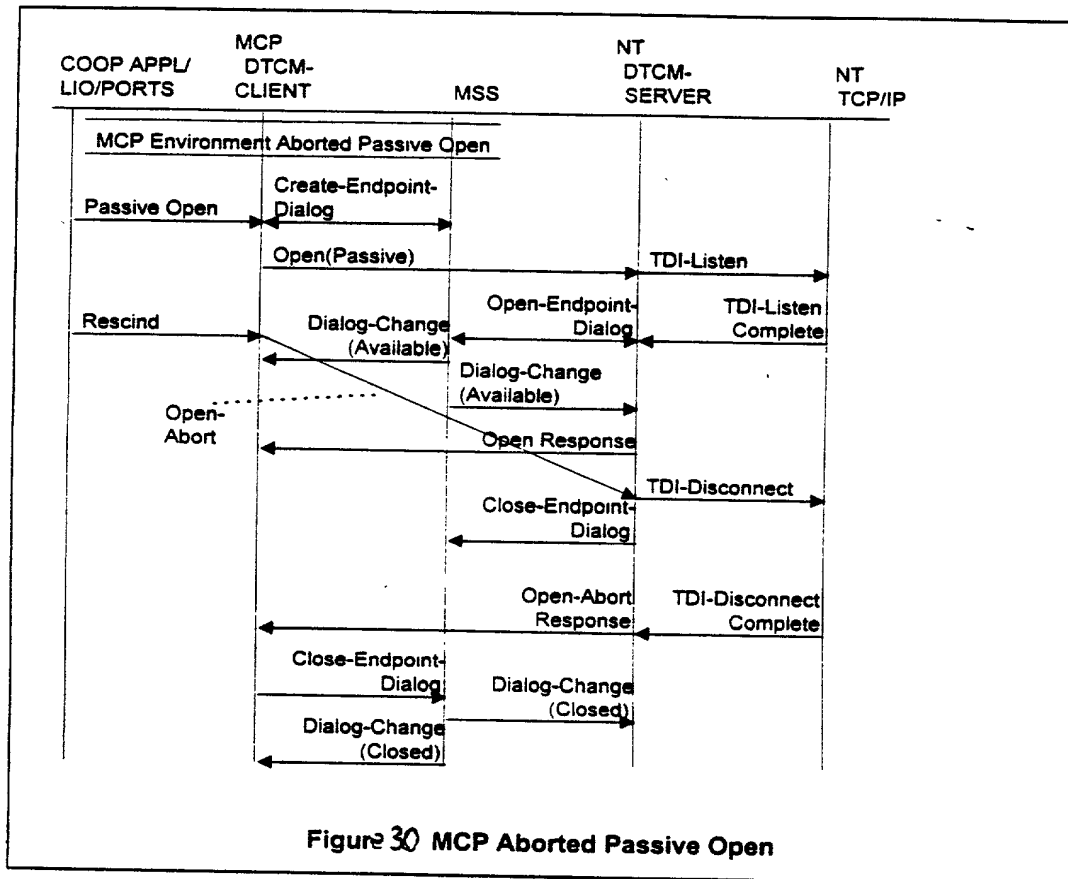 COOP APPL/
LIO/PORTS
MCP
DTCM-
CLIENT
MSS
NT
DTCM-
SERVER
NT
TCP/IP
MCP Environment Aborted Passive Open
Passive Open
Create-Endpoint-
Dialog
Open(Passive)
TDI-Listen
Rescind
Dialog-Change
(Available)
Open-Endpoint-
Dialog
TDI-Listen
Complete
Dialog-Change
(Available)
Open-
Abort
Open Response
TDI-Disconnect
Close-Endpoint-
Dialog
Open-Abort
Response
TDI-Disconnect
Complete
Close-Endpoint-
Dialog
Dialog-Change
(Closed)
Dialog-Change
(Closed)
Figure 30 MCP Aborted Passive Open